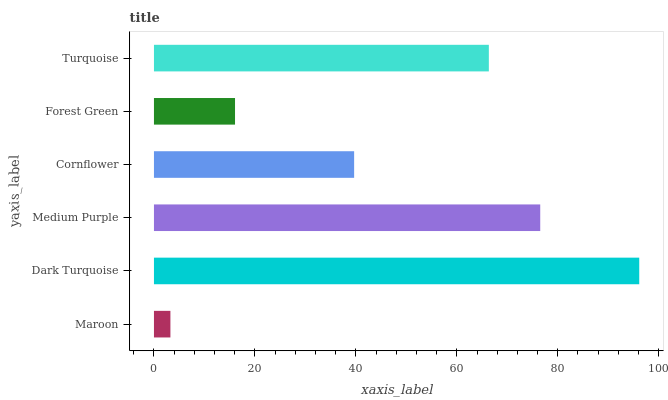 title
yaxis_label
Turquoise
Forest Green
Cornflower
Medium Purple
Dark Turquoise
Maroon
0 20 40 60 80 100
xaxis_label